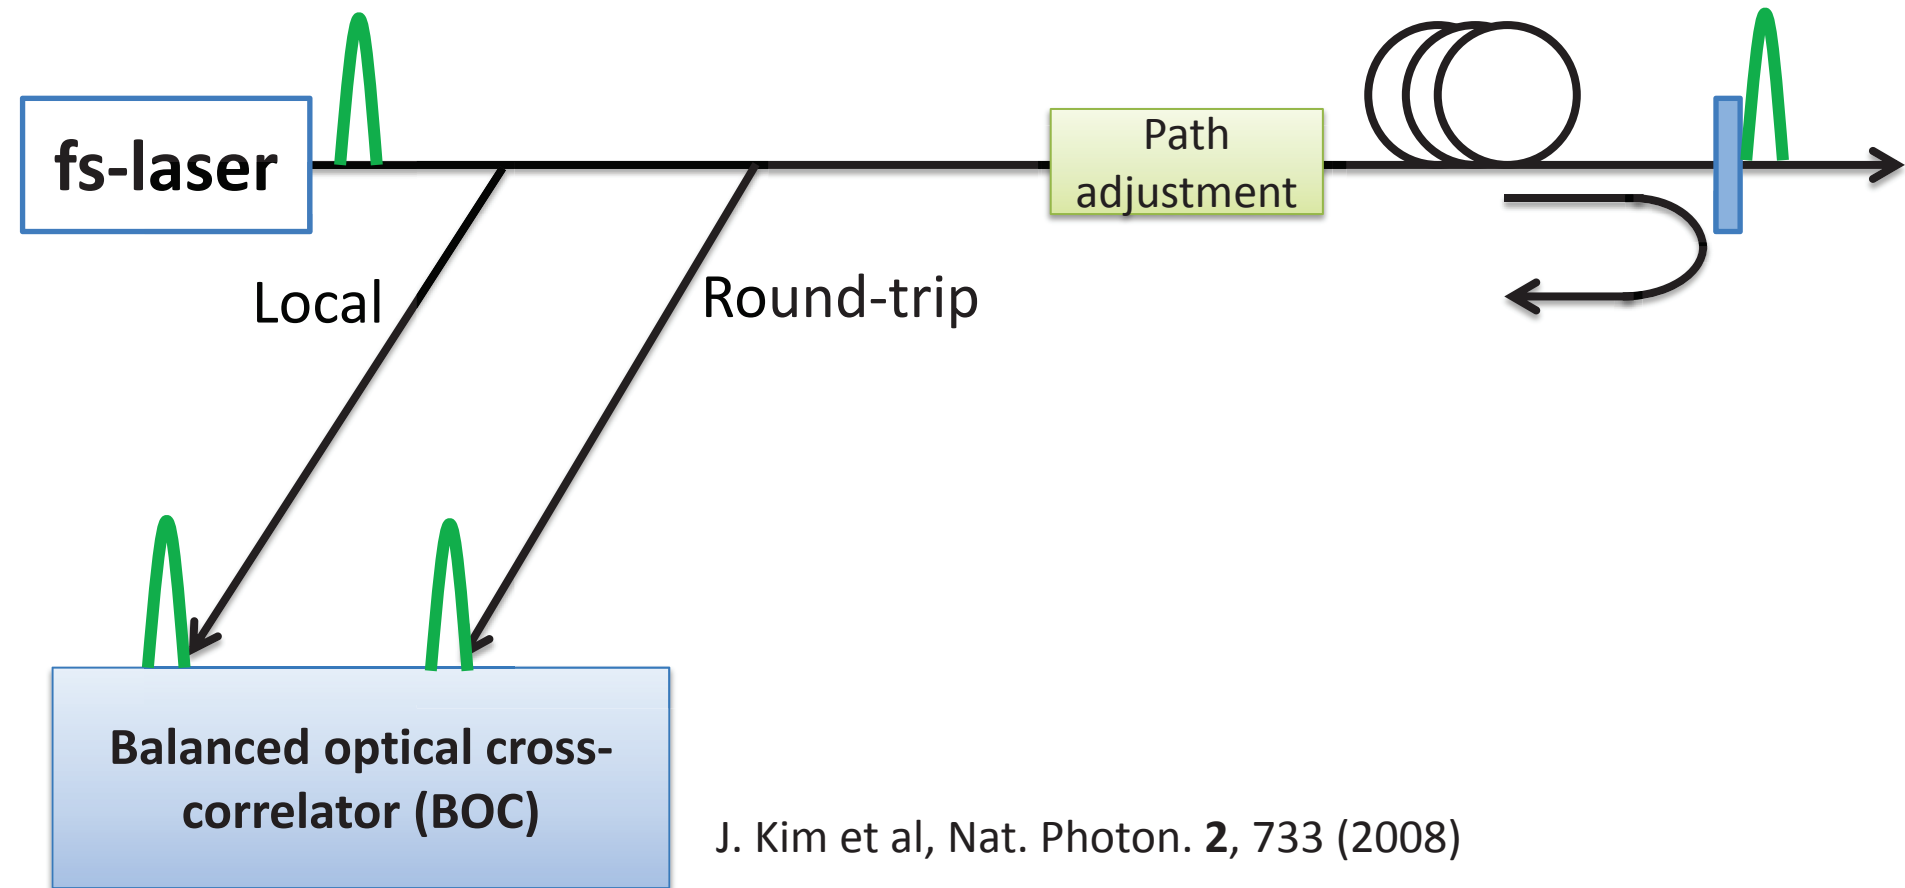 fs-laser
Path
adjustment
Local
Round-trip
Balanced optical cross-
correlator (BOC)
J. Kim et al, Nat. Photon. 2, 733 (2008)